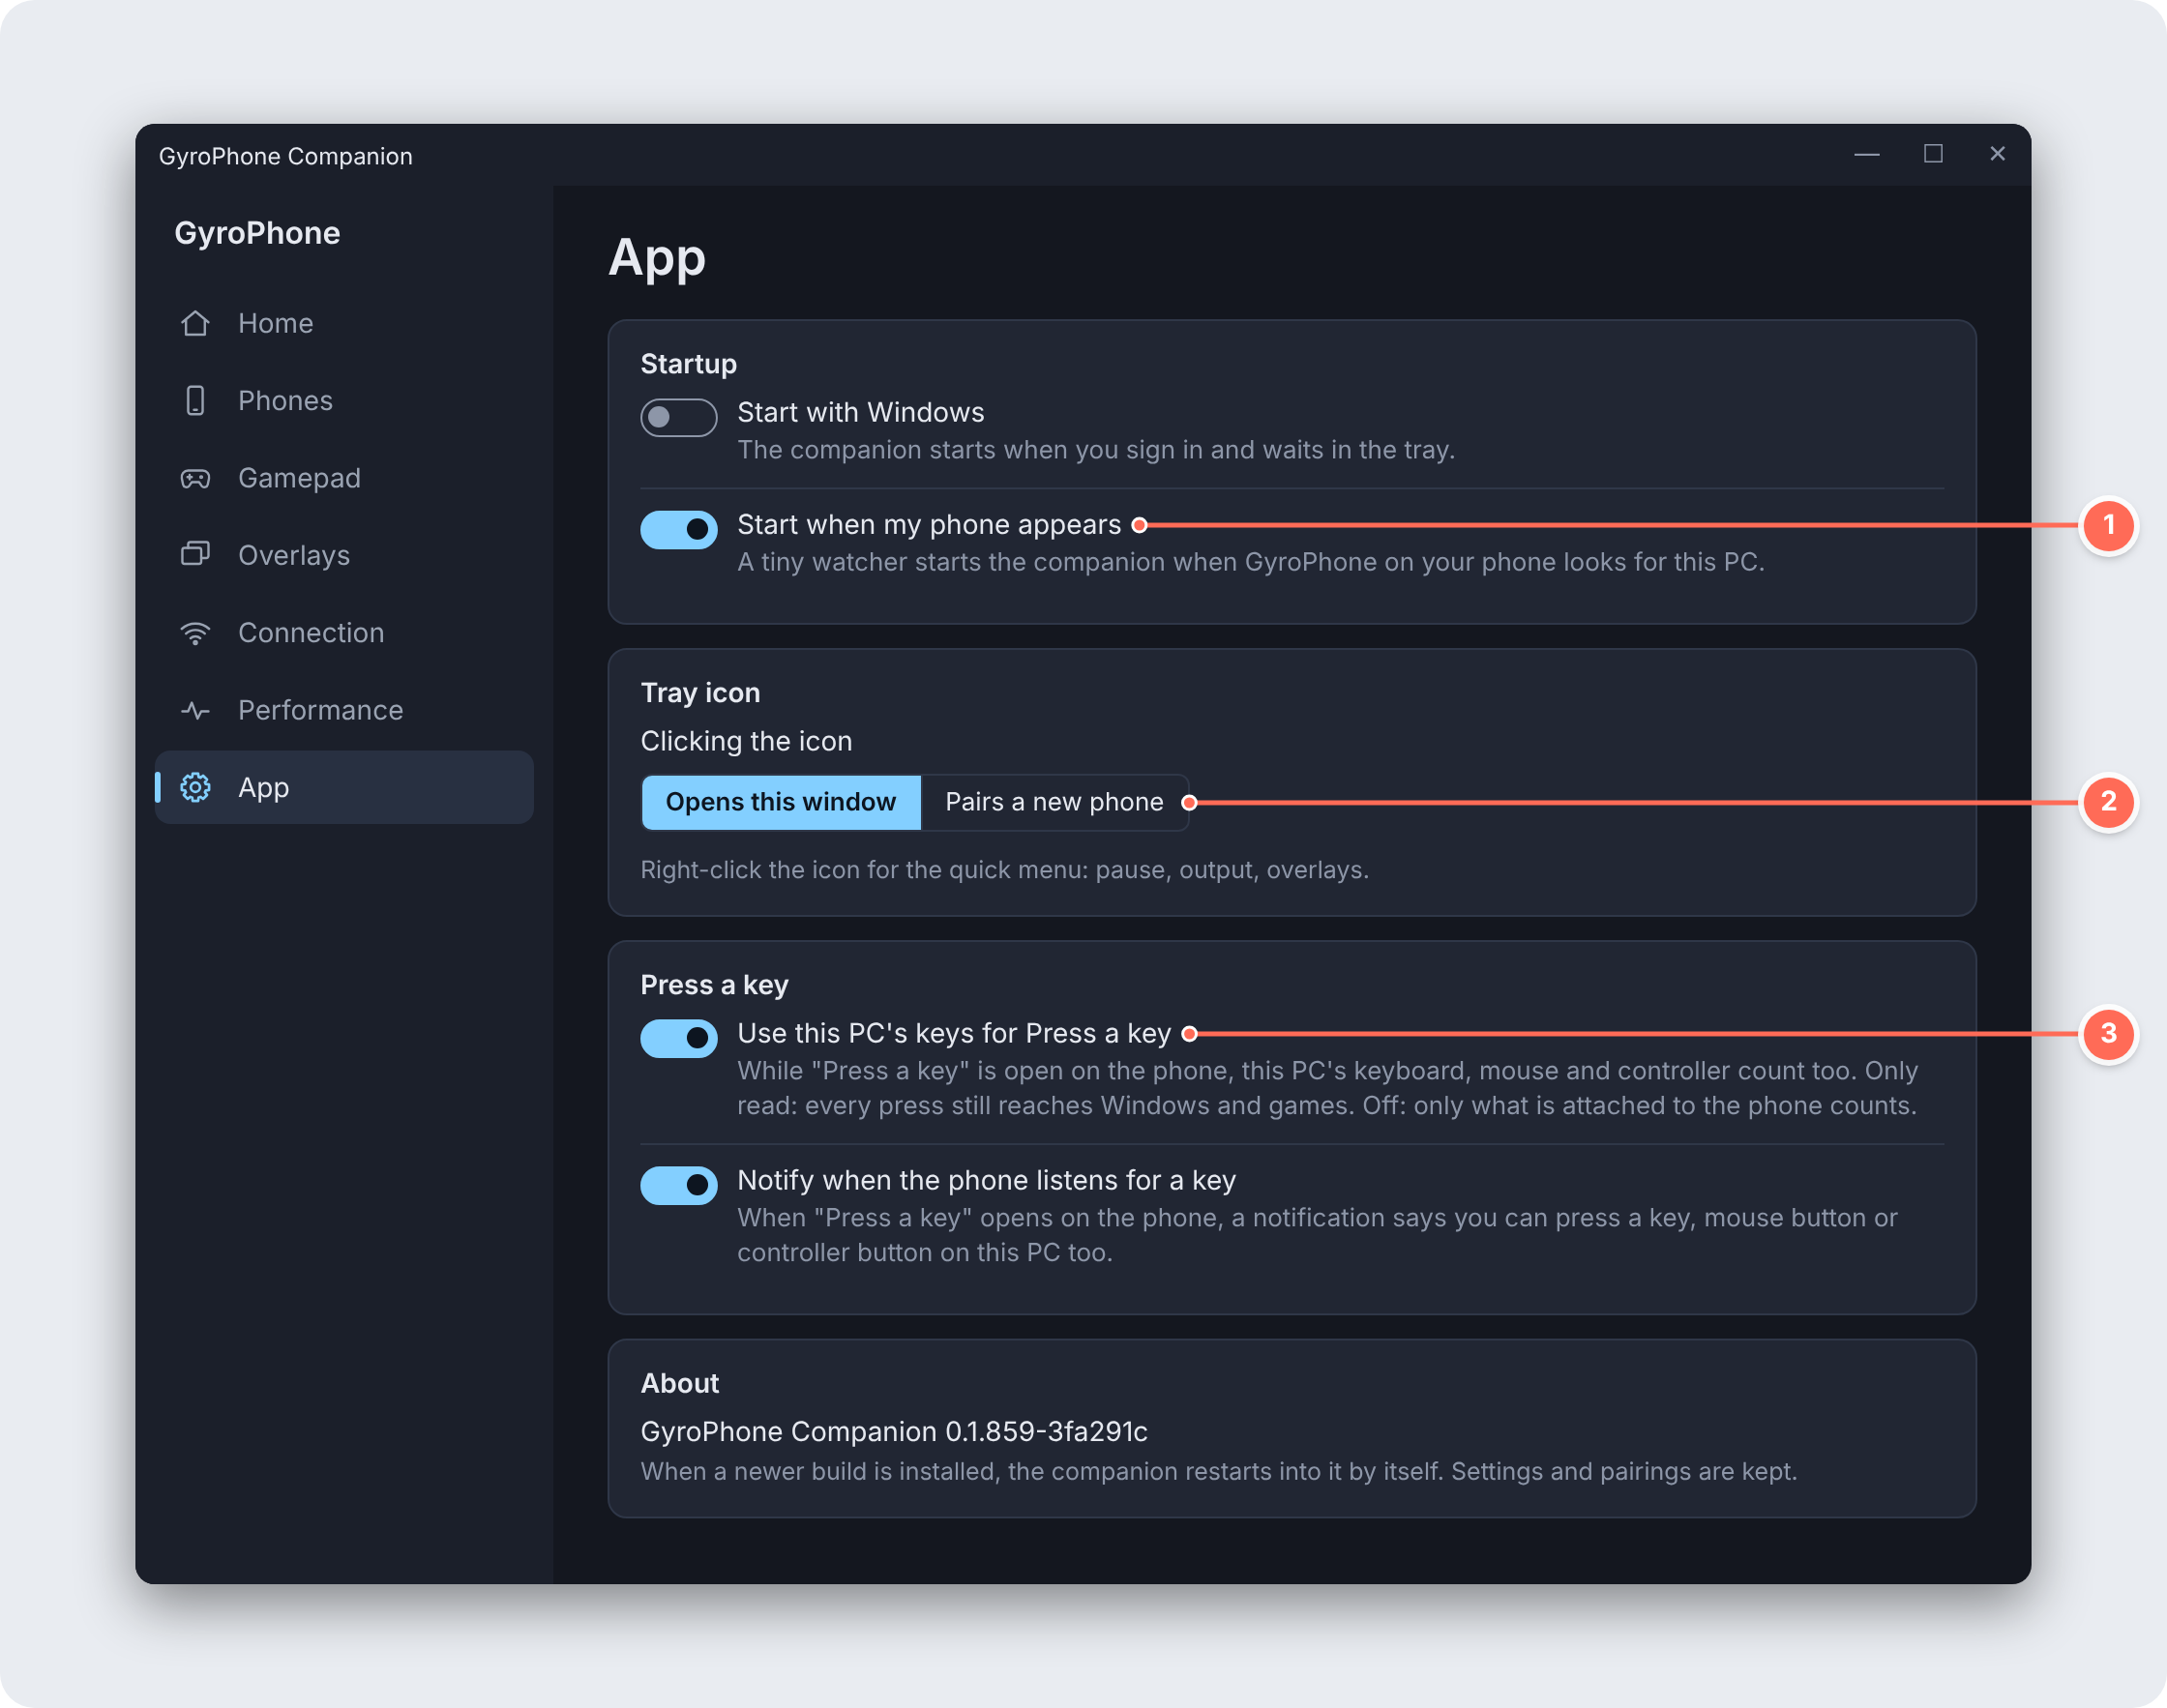 GyroPhone Companion
GyroPhone
Home
Phones
Gamepad
Overlays
Connection
Performance
App
App
Startup
Start with Windows
The companion starts when you sign in and waits in the tray.
Start when my phone appears
1
A tiny watcher starts the companion when GyroPhone on your phone looks for this PC.
Tray icon
Clicking the icon
Opens this window
Pairs a new phone
2
Right-click the icon for the quick menu: pause, output, overlays.
Press a key
Use this PC's keys for Press a key
3
While "Press a key" is open on the phone, this PC's keyboard, mouse and controller count too. Only
read: every press still reaches Windows and games. Off: only what is attached to the phone counts.
Notify when the phone listens for a key
When "Press a key" opens on the phone, a notification says you can press a key, mouse button or
controller button on this PC too.
About
GyroPhone Companion 0.1.859-3fa291c
When a newer build is installed, the companion restarts into it by itself. Settings and pairings are kept.